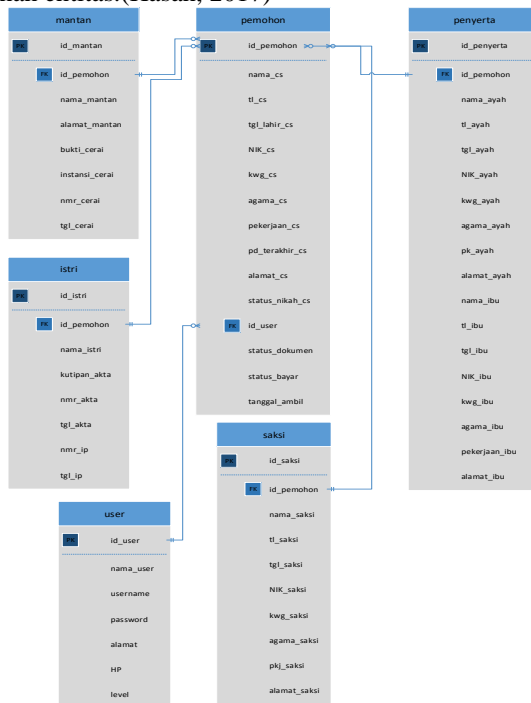 mantan
PK id_mantan
FK id_pemohon
nama_mantan
alamat_mantan
bukti_cerai
instansi_cerai
nmr_cerai
tgl_cerai
istri
PK id_istri
FK id_pemohon
nama_istri
kutipan_akta
nmr_akta
tgl_akta
nmr_ip
tgl_ip
user
PK id_user
nama_user
username
password
alamat
HP
level
pemohon
PK id_pemohon
nama_cs
tl_cs
tgl_lahir_cs
NIK_cs
kwg_cs
agama_cs
pekerjaan_cs
pd_terakhir_cs
alamat_cs
status_nikah_cs
FK id_user
status_dokumen
status_bayar
tanggal_ambil
saksi
PK id_saksi
FK id_pemohon
nama_saksi
tl_saksi
tgl_saksi
NIK_saksi
kwg_saksi
agama_saksi
pkj_saksi
alamat_saksi
penyerta
PK id_penyerta
FK id_pemohon
nama_ayah
tl_ayah
tgl_ayah
NIK_ayah
kwg_ayah
agama_ayah
pk_ayah
alamat_ayah
nama_ibu
tl_ibu
tgl_ibu
NIK_ibu
kwg_ibu
agama_ibu
pekerjaan_ibu
alamat_ibu